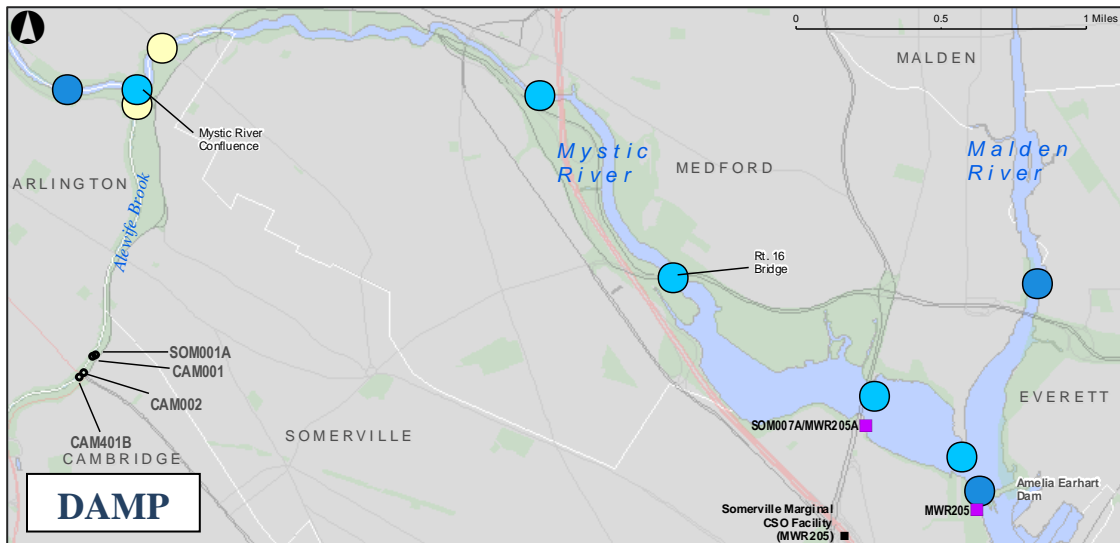 0 0.5 1 Miles
MALDEN
Mystic River
Confluence
Mystic
River
MEDFORD
Malden
River
ARLINGTON
Alewife Brook
Rt. 16
Bridge
SOM001A
CAM001
CAM002
CAM401B
CAMBRIDGE
SOMERVILLE
EVERETT
SOM007A/MWR205A
Amelia Earhart
Dam
MWR205
Somerville Marginal
CSO Facility
(MWR205)
DAMP